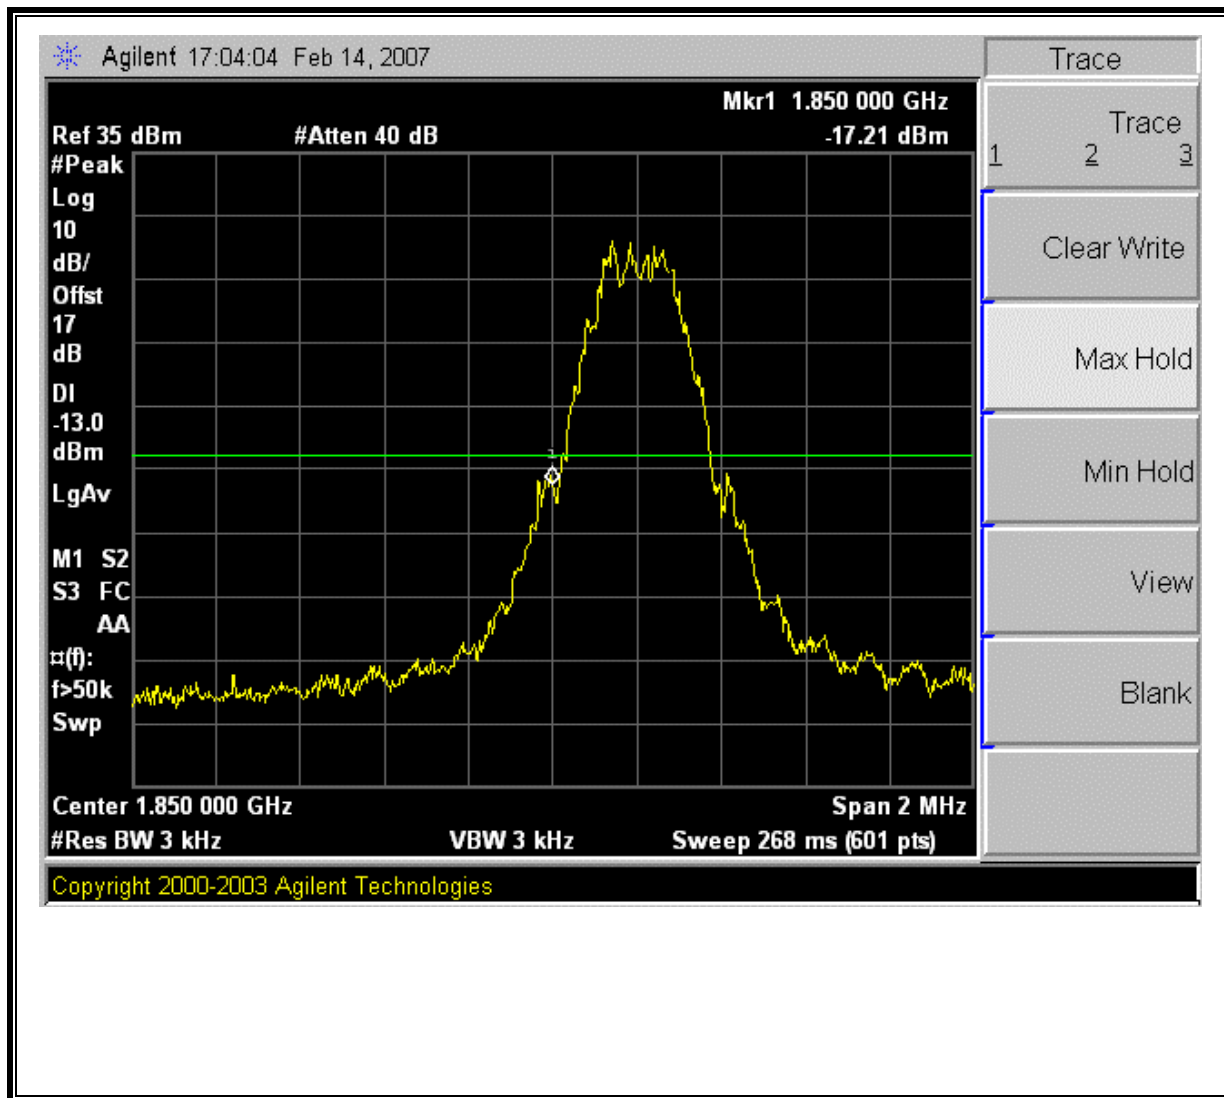 Agilent 17:04:04 Feb 14, 2007
Trace
Mkr1 1.850 000 GHz
Ref 35 dBm #Atten 40 dB -17.21 dBm
#Peak
Log
10
dB/
Offst
17
dB
DI
-13.0
dBm
LgAv
M1 S2
S3 FC
AA
¤(f):
f>50k
Swp
1
Center 1.850 000 GHz Span 2 MHz
#Res BW 3 kHz VBW 3 kHz Sweep 268 ms (601 pts)
Copyright 2000-2003 Agilent Technologies
Trace
1 2 3
Clear Write
Max Hold
Min Hold
View
Blank